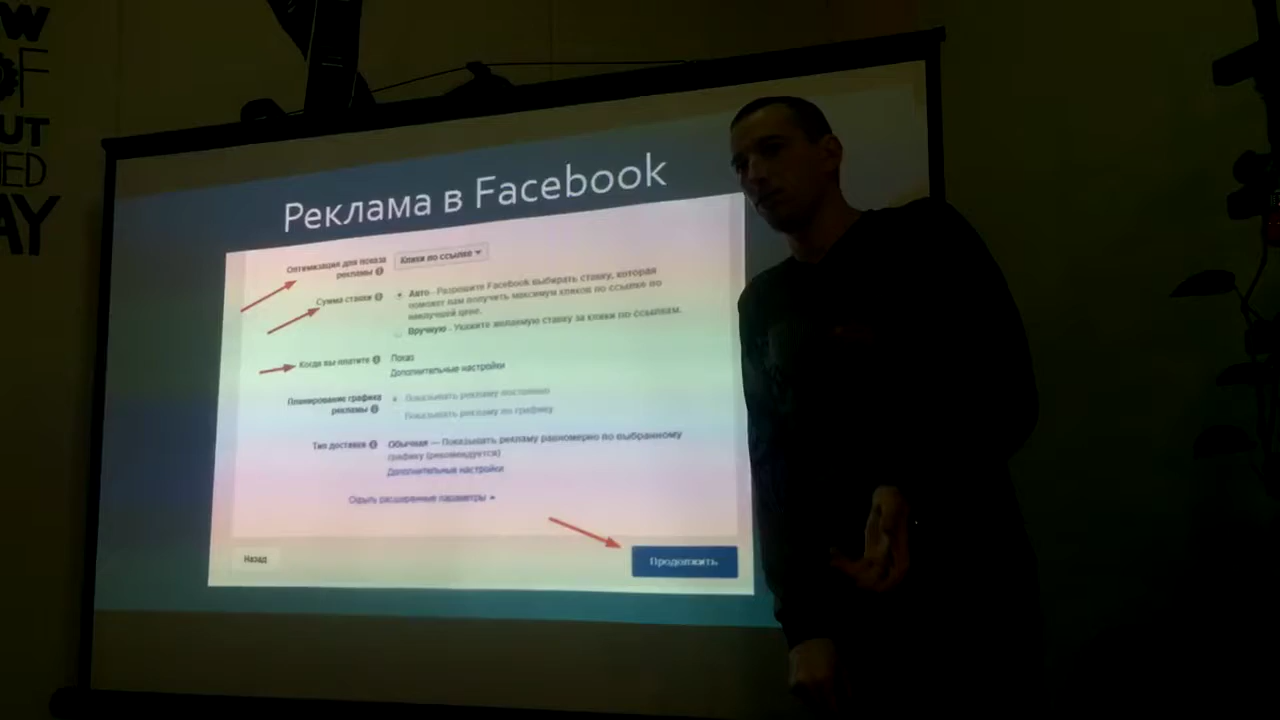 W
OF
UT
AY
Реклама в Facebook
Оптимизация для показа
рекламы
Клики по ссылке
Сумма ставки
Авто - Разрешите Facebook выбирать ставку, которая
поможет вам получить максимум кликов по ссылке по
наилучшей цене.
Вручную - Укажите желаемую ставку за клики по ссылкам.
Когда вы платите
Показ
Дополнительные настройки
Планирование графика
рекламы
Показывать рекламу постоянно
Показывать рекламу по графику
Тип доставки
Обычная — Показывать рекламу равномерно по выбранному
графику (рекомендуется)
Дополнительные настройки
Скрыть расширенные параметры
Назад
Продолжить